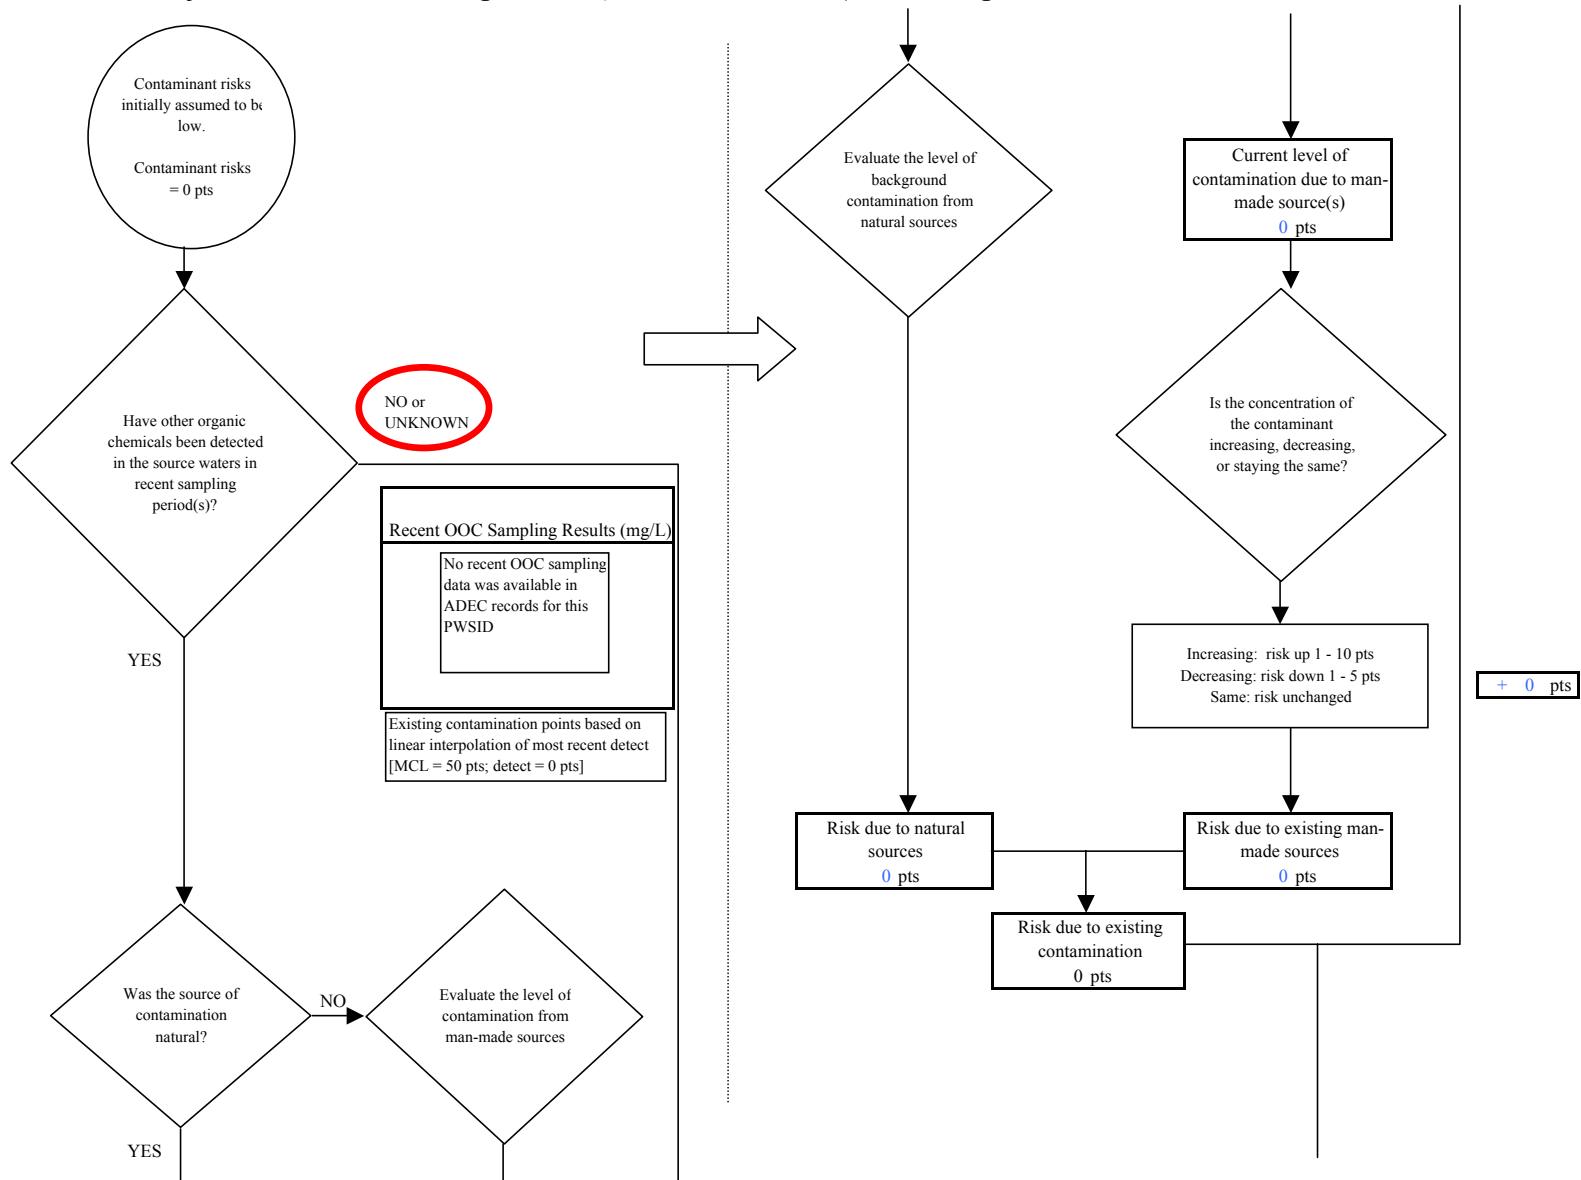 Contaminant risks
initially assumed to be
low.
Contaminant risks
= 0 pts
Have other organic
chemicals been detected
in the source waters in
recent sampling
period(s)?
NO or
UNKNOWN
Recent OOC Sampling Results (mg/L)
No recent OOC sampling
data was available in
ADEC records for this
PWSID
Existing contamination points based on
linear interpolation of most recent detect
[MCL = 50 pts; detect = 0 pts]
YES
Was the source of
contamination
natural?
NO
Evaluate the level of
contamination from
man-made sources
YES
Evaluate the level of
background
contamination from
natural sources
Current level of
contamination due to man-
made source(s)
0 pts
Is the concentration of
the contaminant
increasing, decreasing,
or staying the same?
Increasing: risk up 1 - 10 pts
Decreasing: risk down 1 - 5 pts
Same: risk unchanged
+ 0 pts
Risk due to natural
sources
0 pts
Risk due to existing man-
made sources
0 pts
Risk due to existing
contamination
0 pts